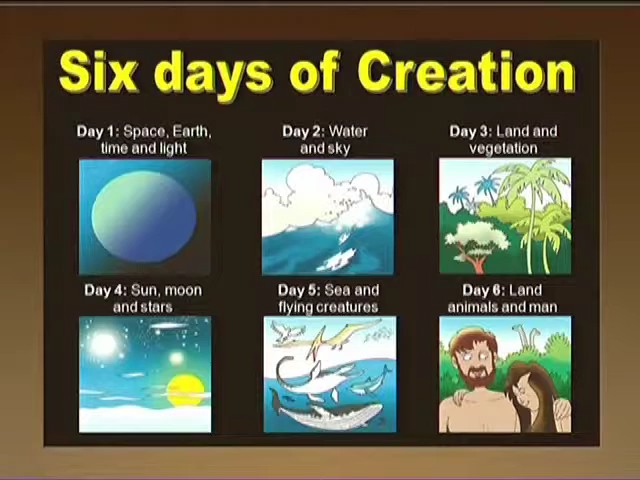 Six days of Creation
Day 1: Space, Earth,
time and light
Day 2: Water
and sky
Day 3: Land and
vegetation
Day 4: Sun, moon
and stars
Day 5: Sea and
flying creatures
Day 6: Land
animals and man